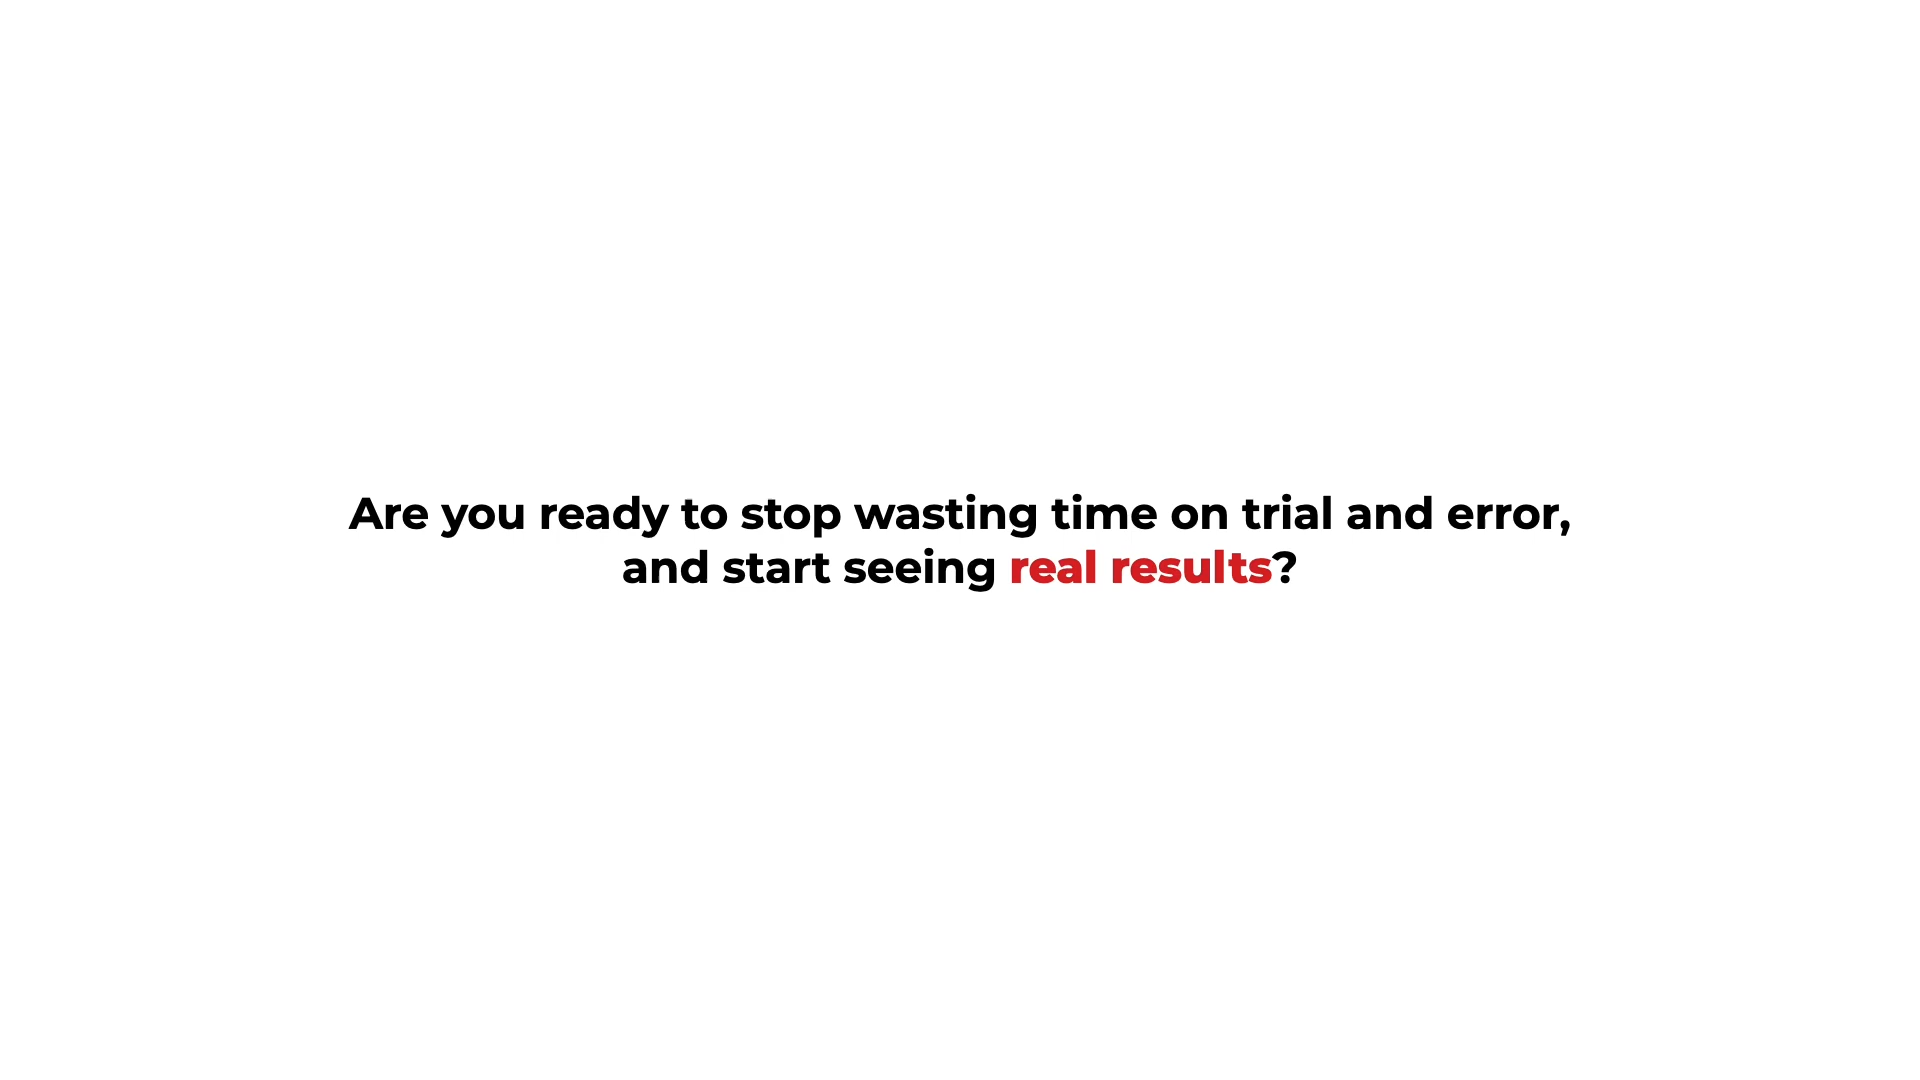 Are you ready to stop wasting time on trial and error,
and start seeing real results?